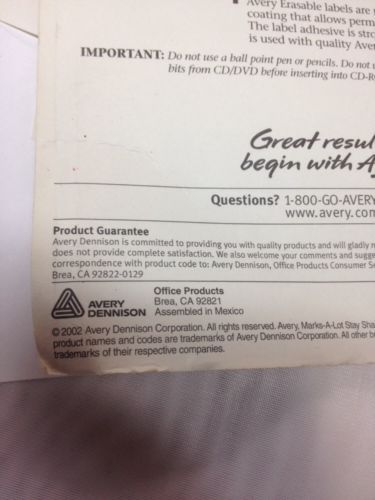 ▪ Avery Erasable labels are
coating that allows perm
The label adhesive is stro
is used with quality Aver
IMPORTANT: Do not use a ball point pen or pencils. Do not
bits from CD/DVD before inserting into CD-R
Great resul
begin with A
Questions? 1-800-GO-AVERY
www.avery.com
Product Guarantee
Avery Dennison is committed to providing you with quality products and will gladly
does not provide complete satisfaction. We also welcome your comments and sugge
correspondence with product code to: Avery Dennison, Office Products Consumer Se
Brea, CA 92822-0129
AVERY
DENNISON
Office Products
Brea, CA 92821
Assembled in Mexico
©2002 Avery Dennison Corporation. All rights reserved. Avery, Marks-A-Lot Stay Sha
product names and codes are trademarks of Avery Dennison Corporation. All other b
trademarks of their respective companies.